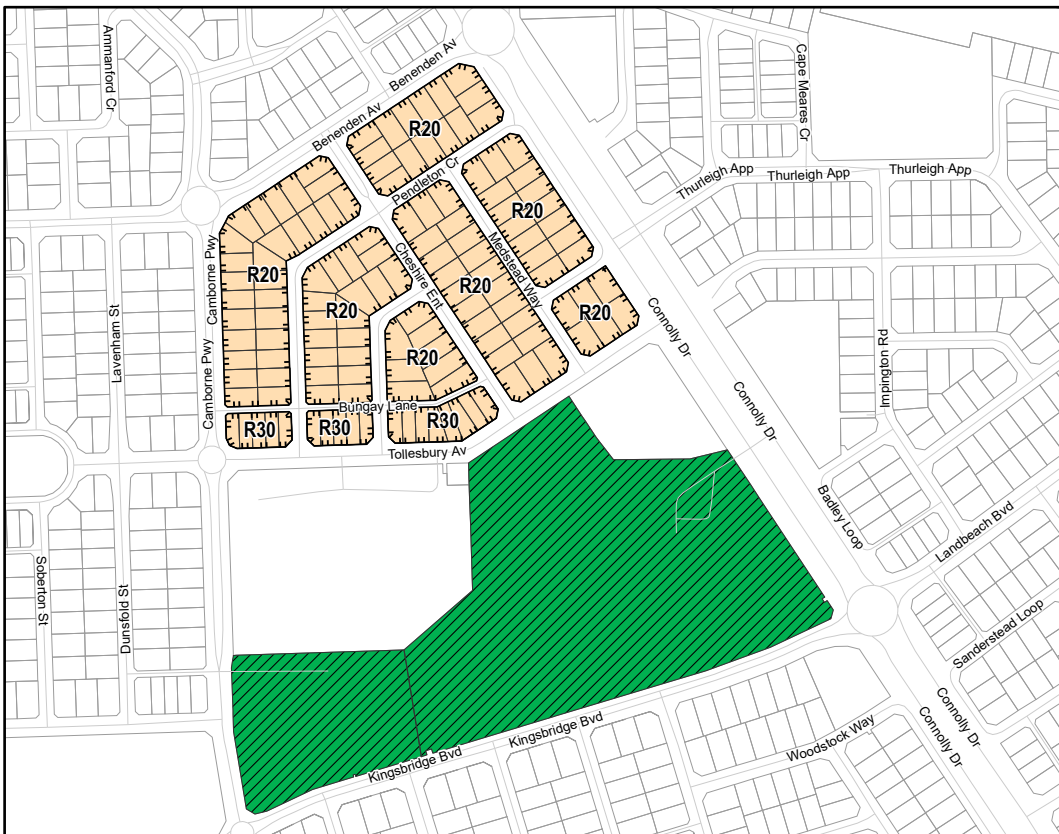 Benenden Av
Ammanford Cr
Cape Meares Cr
Benenden Av
R20
Pendleton Cr
Thurleigh App
Thurleigh App
Thurleigh App
R20
Camborne Pwy
Lavenham St
R20
Cheshire Ent
Medstead Way
R20
R20
R20
Connolly Dr
R20
Impington Rd
Camborne Pwy
Connolly Dr
Bungay Lane
R30
R30
R30
Tollesbury Av
Badley Loop
Landbeach Bvd
Soberton St
Dunsfold St
Sanderstead Loop
Connolly Dr
Connolly Dr
Kingsbridge Bvd
Woodstock Way
Kingsbridge Bvd